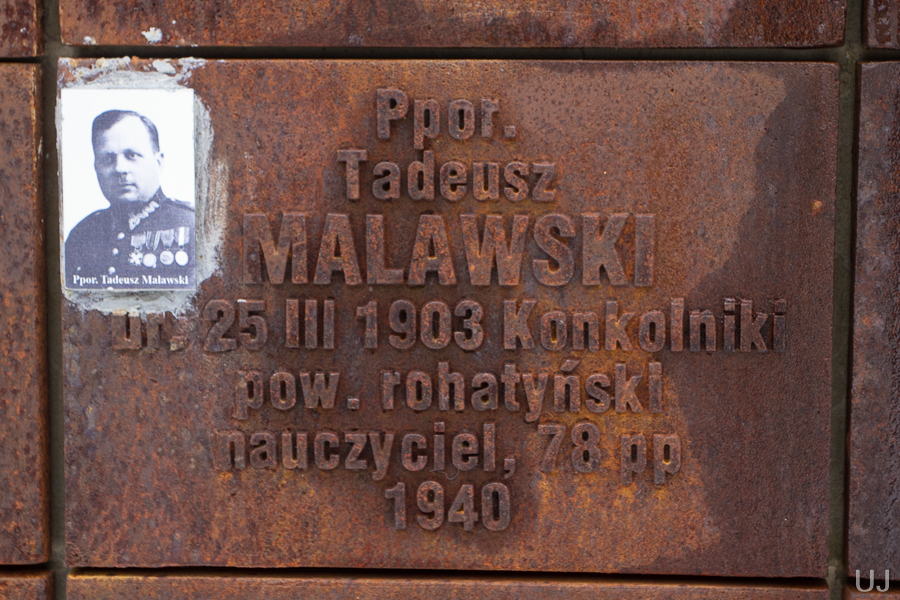 Ppor.
Tadeusz
MALAWSKI
ur. 25 III 1903 Konkolniki
pow. rohatyński
nauczyciel, 78 pp
1940
Ppor. Tadeusz Malawski
UJ